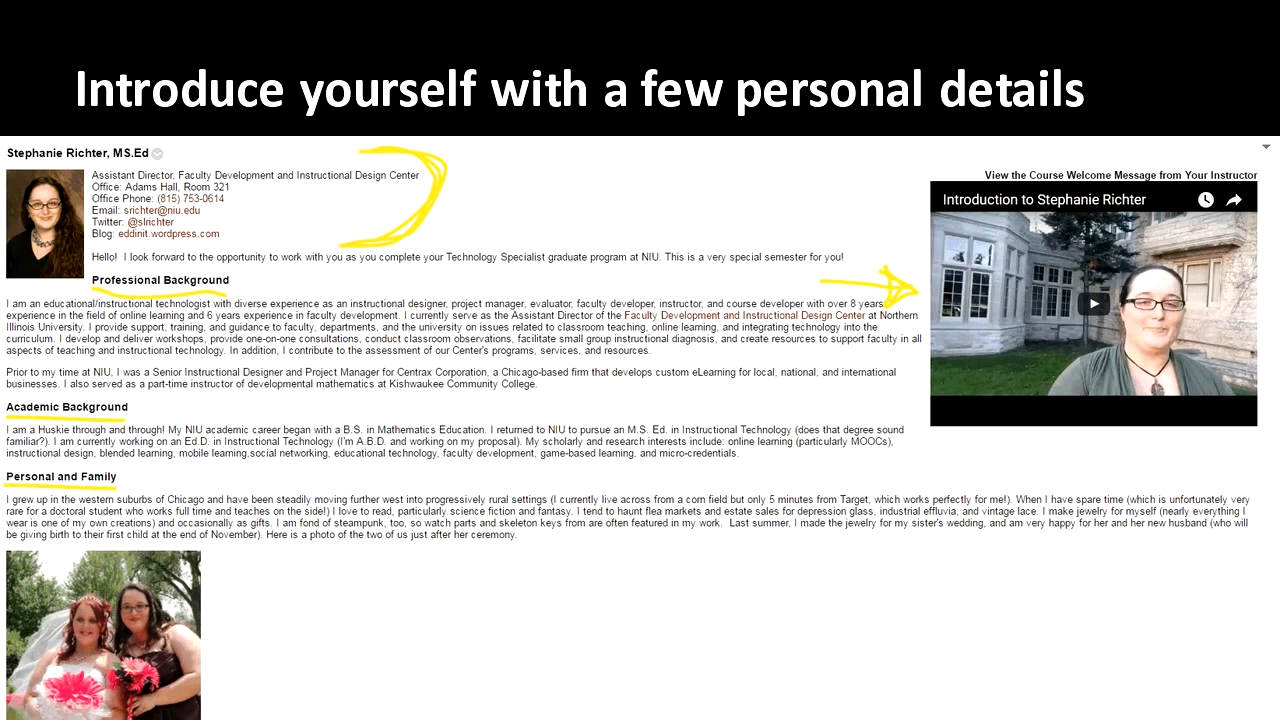 Introduce yourself with a few personal details
Stephanie Richter, MS.Ed
Assistant Director, Faculty Development and Instructional Design Center
Office: Adams Hall, Room 321
Office Phone: (815) 753-0614
Email: srichter@niu.edu
Twitter: @slrichter
Blog: eddinit.wordpress.com
Hello! I look forward to the opportunity to work with you as you complete your Technology Specialist graduate program at NIU. This is a very special semester for you!
Professional Background
I am an educational/instructional technologist with diverse experience as an instructional designer, project manager, evaluator, faculty developer, instructor, and course developer with over 8 years
experience in the field of online learning and 6 years experience in faculty development. I currently serve as the Assistant Director of the Faculty Development and Instructional Design Center at Northern
Illinois University. I provide support, training, and guidance to faculty, departments, and the university on issues related to classroom teaching, online learning, and integrating technology into the
curriculum. I develop and deliver workshops, provide one-on-one consultations, conduct classroom observations, facilitate small group instructional diagnosis, and create resources to support faculty in all
aspects of teaching and instructional technology. In addition, I contribute to the assessment of our Center's programs, services, and resources.
Prior to my time at NIU, I was a Senior Instructional Designer and Project Manager for Centrax Corporation, a Chicago-based firm that develops custom eLearning for local, national, and international
businesses. I also served as a part-time instructor of developmental mathematics at Kishwaukee Community College.
Academic Background
I am a Huskie through and through! My NIU academic career began with a B.S. in Mathematics Education. I returned to NIU to pursue an M.S. Ed. in Instructional Technology (does that degree sound
familiar?). I am currently working on an Ed.D. in Instructional Technology (I'm A.B.D. and working on my proposal). My scholarly and research interests include: online learning (particularly MOOCs),
instructional design, blended learning, mobile learning,social networking, educational technology, faculty development, game-based learning, and micro-credentials.
Personal and Family
I grew up in the western suburbs of Chicago and have been steadily moving further west into progressively rural settings (I currently live across from a corn field but only 5 minutes from Target, which works perfectly for me!). When I have spare time (which is unfortunately very
rare for a doctoral student who works full time and teaches on the side!) I love to read, particularly science fiction and fantasy. I tend to haunt flea markets and estate sales for depression glass, industrial effluvia, and vintage lace. I make jewelry for myself (nearly everything I
wear is one of my own creations) and occasionally as gifts. I am fond of steampunk, too, so watch parts and skeleton keys from are often featured in my work. Last summer, I made the jewelry for my sister's wedding, and am very happy for her and her new husband (who will
be giving birth to their first child at the end of November). Here is a photo of the two of us just after her ceremony.
View the Course Welcome Message from Your Instructor
Introduction to Stephanie Richter